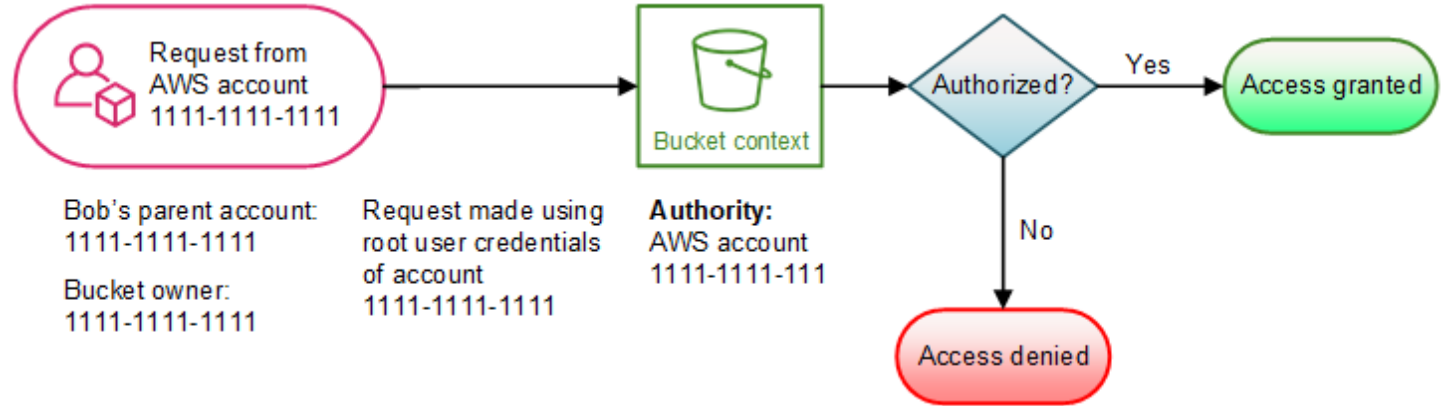 Request from
AWS account
1111-1111-1111
Bucket context
Authorized?
Yes
Access granted
No
Access denied
Bob's parent account:
1111-1111-1111
Bucket owner:
1111-1111-1111
Request made using
root user credentials
of account
1111-1111-1111
Authority:
AWS account
1111-1111-111